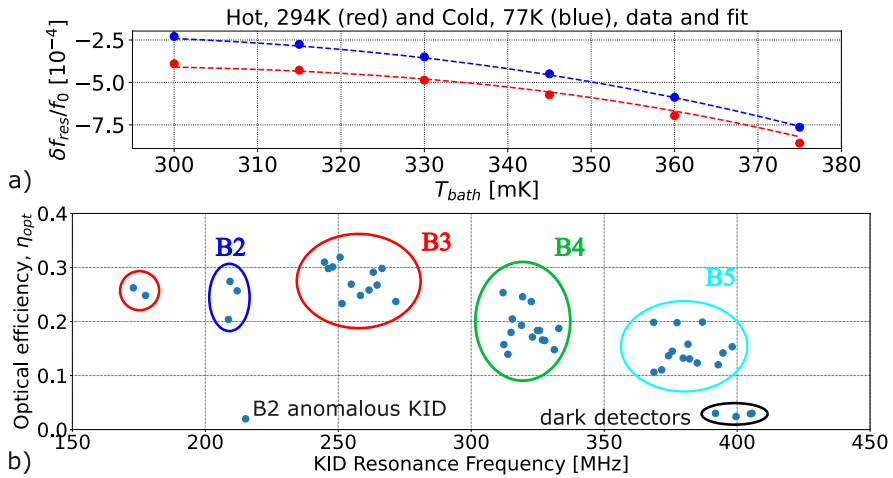 Hot, 294K (red) and Cold, 77K (blue), data and fit
δf_res/f_0 [10^-4]
−2.5
−5.0
−7.5
300 310 320 330 340 350 360 370 380
T_bath [mK]
a)
Optical efficiency, η_opt
0.4
0.3
0.2
0.1
0.0
B2
B3
B4
B5
B2 anomalous KID
dark detectors
150 200 250 300 350 400 450
KID Resonance Frequency [MHz]
b)